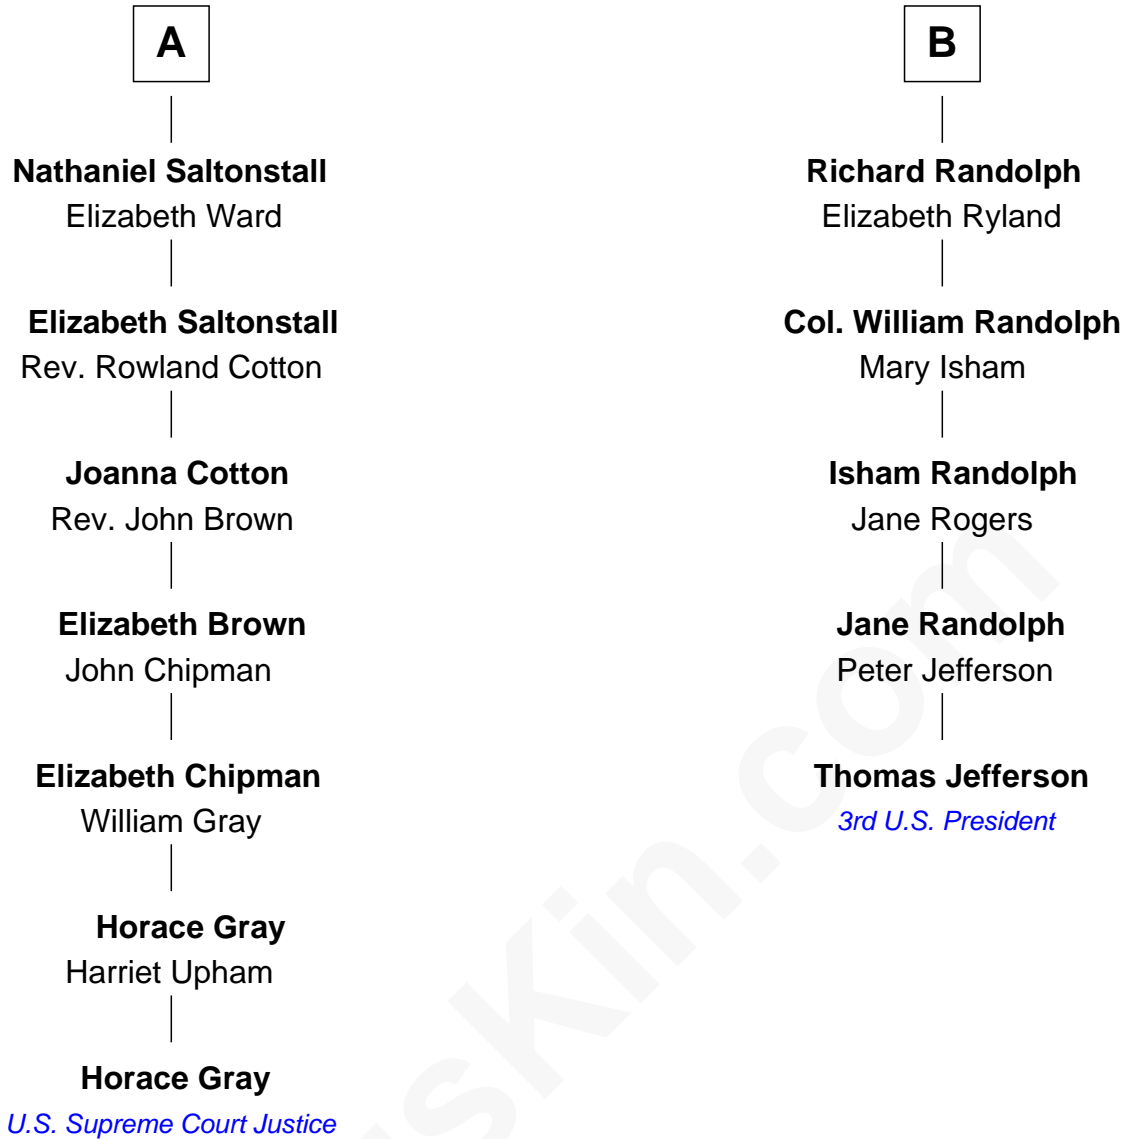 A
Nathaniel Saltonstall
Elizabeth Ward
Elizabeth Saltonstall
Rev. Rowland Cotton
Joanna Cotton
Rev. John Brown
Elizabeth Brown
John Chipman
Elizabeth Chipman
William Gray
Horace Gray
Harriet Upham
Horace Gray
U.S. Supreme Court Justice
B
Richard Randolph
Elizabeth Ryland
Col. William Randolph
Mary Isham
Isham Randolph
Jane Rogers
Jane Randolph
Peter Jefferson
Thomas Jefferson
3rd U.S. President